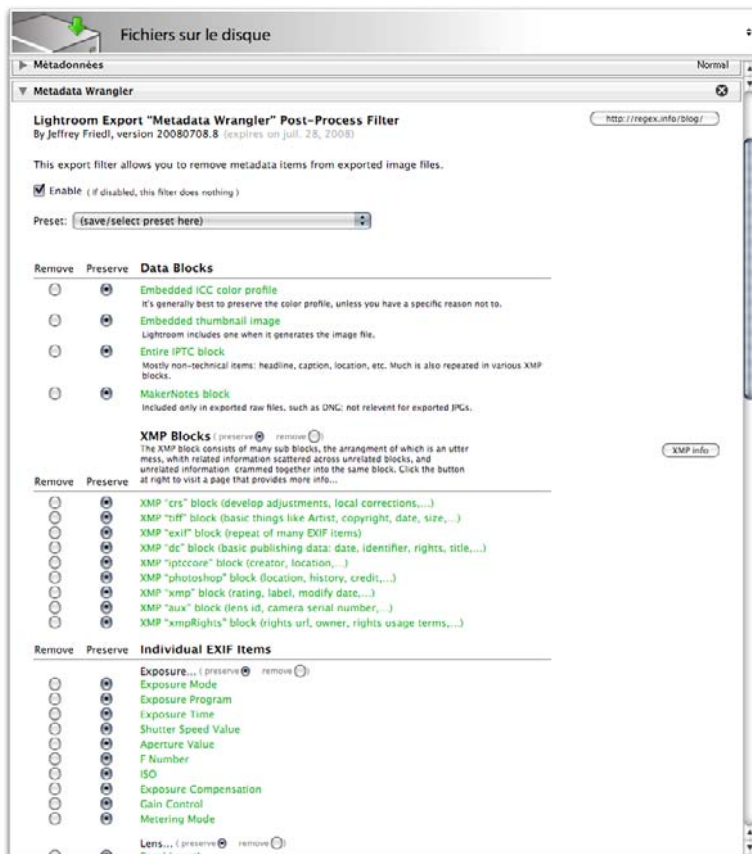 Fichiers sur le disque
Métadonnées Normal
Metadata Wrangler
Lightroom Export "Metadata Wrangler" Post-Process Filter http://regex.info/blog/
By Jeffrey Friedl, version 20080708.8 (expires on juil. 28, 2008)
This export filter allows you to remove metadata items from exported image files.
Enable ( if disabled, this filter does nothing )
Preset: (save/select preset here)
Remove Preserve Data Blocks
Embedded ICC color profile
It's generally best to preserve the color profile, unless you have a specific reason not to.
Embedded thumbnail image
Lightroom includes one when it generates the image file.
Entire IPTC block
Mostly non-technical items: headline, caption, location, etc. Much is also repeated in various XMP
blocks.
MakerNotes block
Included only in exported raw files, such as DNG; not relevent for exported JPGs.
XMP Blocks ( preserve remove )
The XMP block consists of many sub blocks, the arrangment of which is an utter
mess, whith related information scattered across unrelated blocks, and XMP info
unrelated information crammed together into the same block. Click the button
at right to visit a page that provides more info...
Remove Preserve
XMP "crs" block (develop adjustments, local corrections,...)
XMP "tiff" block (basic things like Artist, copyright, date, size,...)
XMP "exif" block (repeat of many EXIF items)
XMP "dc" block (basic publishing data: date, identifier, rights, title,...)
XMP "iptccore" block (creator, location,...)
XMP "photoshop" block (location, history, credit,...)
XMP "xmp" block (rating, label, modify date,...)
XMP "aux" block (lens id, camera serial number,...)
XMP "xmpRights" block (rights url, owner, rights usage terms,...)
Remove Preserve Individual EXIF Items
Exposure... ( preserve remove )
Exposure Mode
Exposure Program
Exposure Time
Shutter Speed Value
Aperture Value
F Number
ISO
Exposure Compensation
Gain Control
Metering Mode
Lens... ( preserve remove )